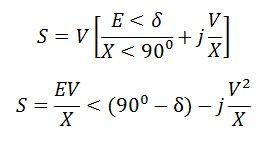 S = V [ E < δ / X < 90⁰ + j V / X ]
S = EV / X < (90⁰ − δ) − j V² / X